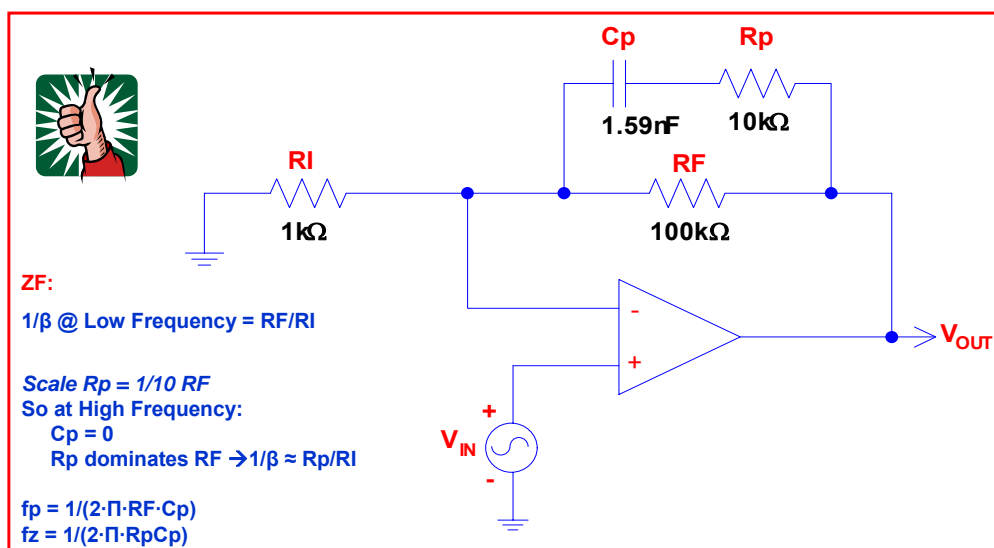 Cp Rp
1.59nF 10kΩ
RI RF
1kΩ 100kΩ
ZF:
1/β @ Low Frequency = RF/RI
-
+
VOUT
Scale Rp = 1/10 RF
So at High Frequency:
Cp = 0
Rp dominates RF →1/β ≈ Rp/RI
+
VIN
-
fp = 1/(2·Π·RF·Cp)
fz = 1/(2·Π·RpCp)